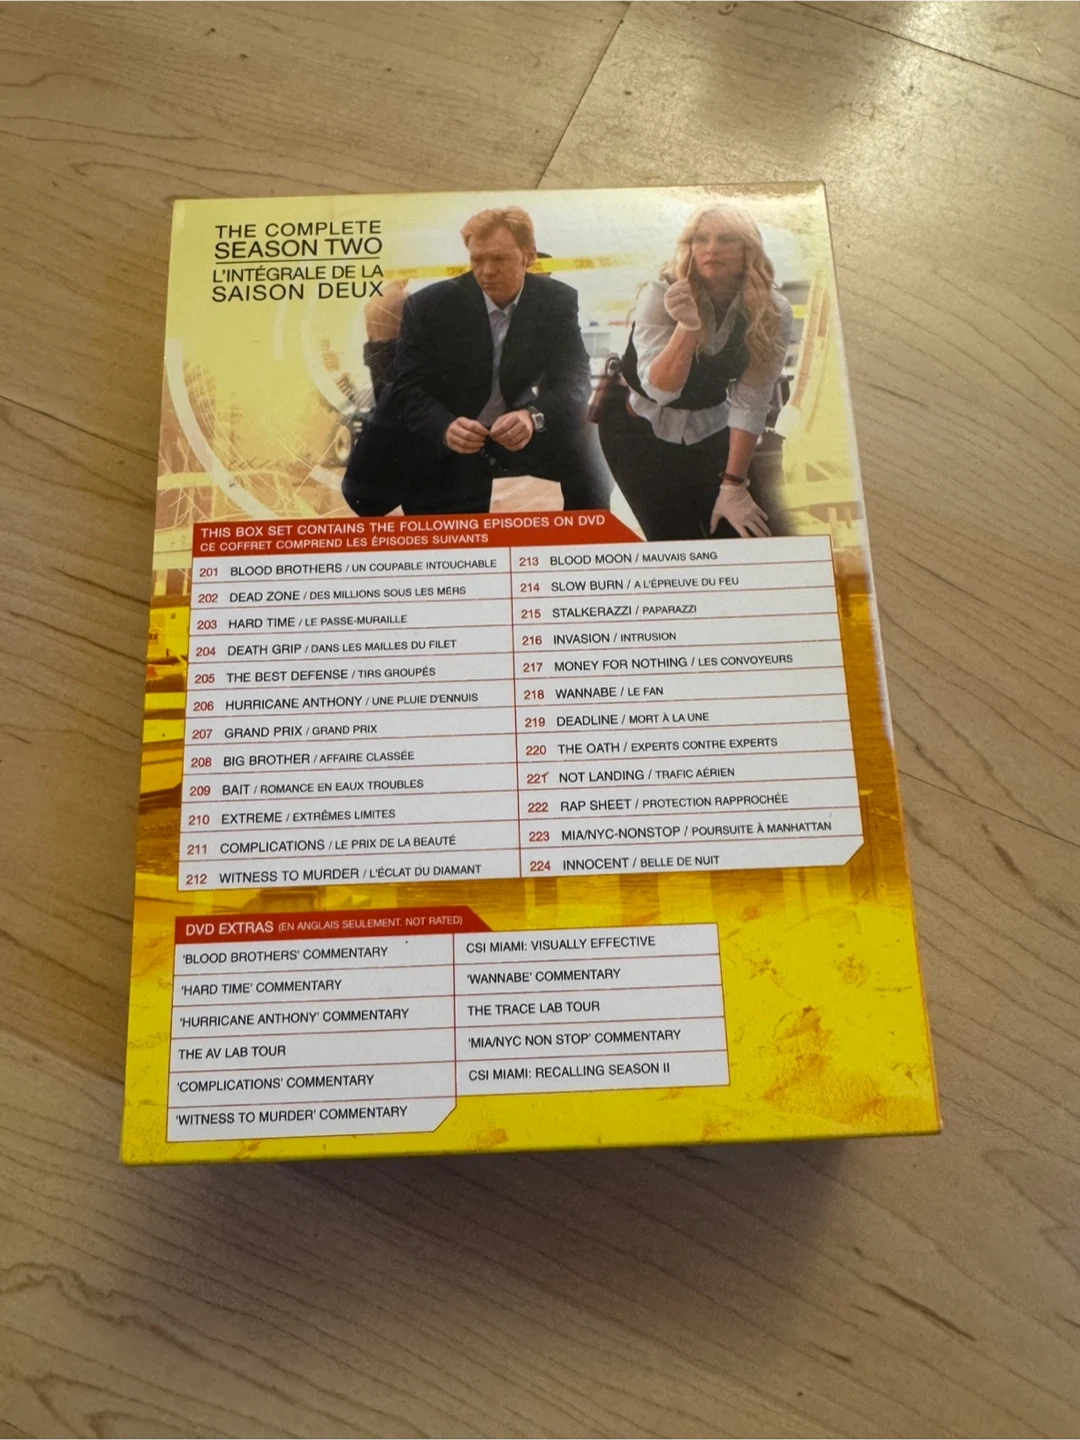 THE COMPLETE
SEASON TWO
L'INTÉGRALE DE LA
SAISON DEUX
THIS BOX SET CONTAINS THE FOLLOWING EPISODES ON DVD
CE COFFRET COMPREND LES ÉPISODES SUIVANTS
201 BLOOD BROTHERS / UN COUPABLE INTOUCHABLE
202 DEAD ZONE / DES MILLIONS SOUS LES MERS
203 HARD TIME / LE PASSE-MURAILLE
204 DEATH GRIP / DANS LES MAILLES DU FILET
205 THE BEST DEFENSE / TIRS GROUPÉS
206 HURRICANE ANTHONY / UNE PLUIE D'ENNUIS
207 GRAND PRIX / GRAND PRIX
208 BIG BROTHER / AFFAIRE CLASSÉE
209 BAIT / ROMANCE EN EAUX TROUBLES
210 EXTREME / EXTRÊMES LIMITES
211 COMPLICATIONS / LE PRIX DE LA BEAUTÉ
212 WITNESS TO MURDER / L'ÉCLAT DU DIAMANT
213 BLOOD MOON / MAUVAIS SANG
214 SLOW BURN / A L'ÉPREUVE DU FEU
215 STALKERAZZI / PAPARAZZI
216 INVASION / INTRUSION
217 MONEY FOR NOTHING / LES CONVOYEURS
218 WANNABE / LE FAN
219 DEADLINE / MORT À LA UNE
220 THE OATH / EXPERTS CONTRE EXPERTS
221 NOT LANDING / TRAFIC AÉRIEN
222 RAP SHEET / PROTECTION RAPPROCHÉE
223 MIA/NYC-NONSTOP / POURSUITE À MANHATTAN
224 INNOCENT / BELLE DE NUIT
DVD EXTRAS (EN ANGLAIS SEULEMENT. NOT RATED)
'BLOOD BROTHERS' COMMENTARY
'HARD TIME' COMMENTARY
'HURRICANE ANTHONY' COMMENTARY
THE AV LAB TOUR
'COMPLICATIONS' COMMENTARY
'WITNESS TO MURDER' COMMENTARY
CSI MIAMI: VISUALLY EFFECTIVE
'WANNABE' COMMENTARY
THE TRACE LAB TOUR
'MIA/NYC NON STOP' COMMENTARY
CSI MIAMI: RECALLING SEASON II